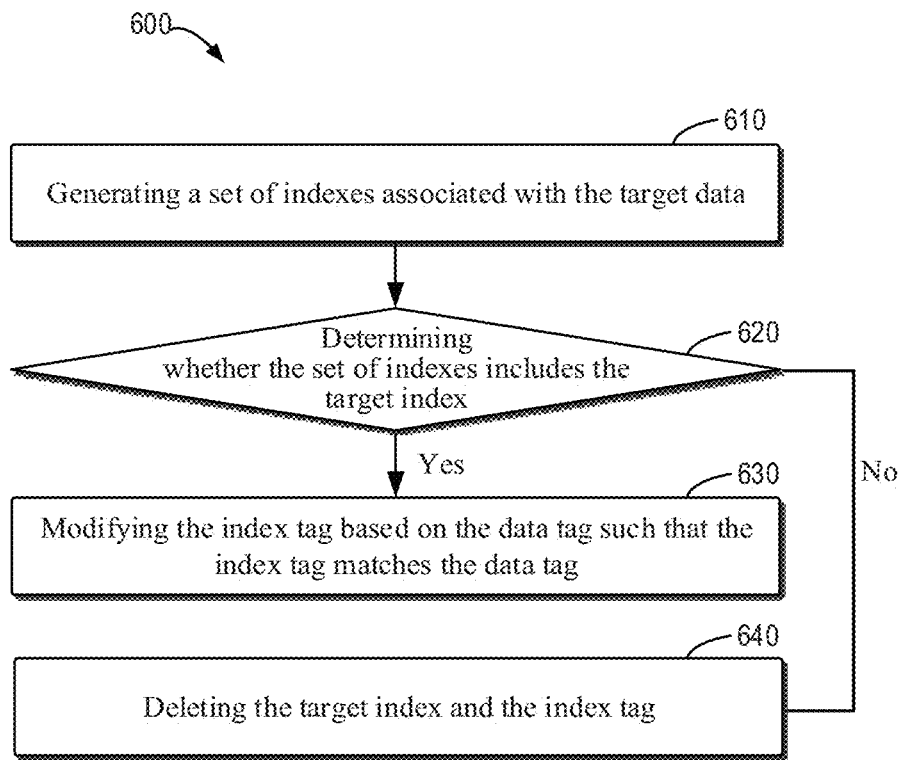 600
610
Generating a set of indexes associated with the target data
Determining
620
whether the set of indexes includes the
target index
Yes
No
630
Modifying the index tag based on the data tag such that the
index tag matches the data tag
640
Deleting the target index and the index tag